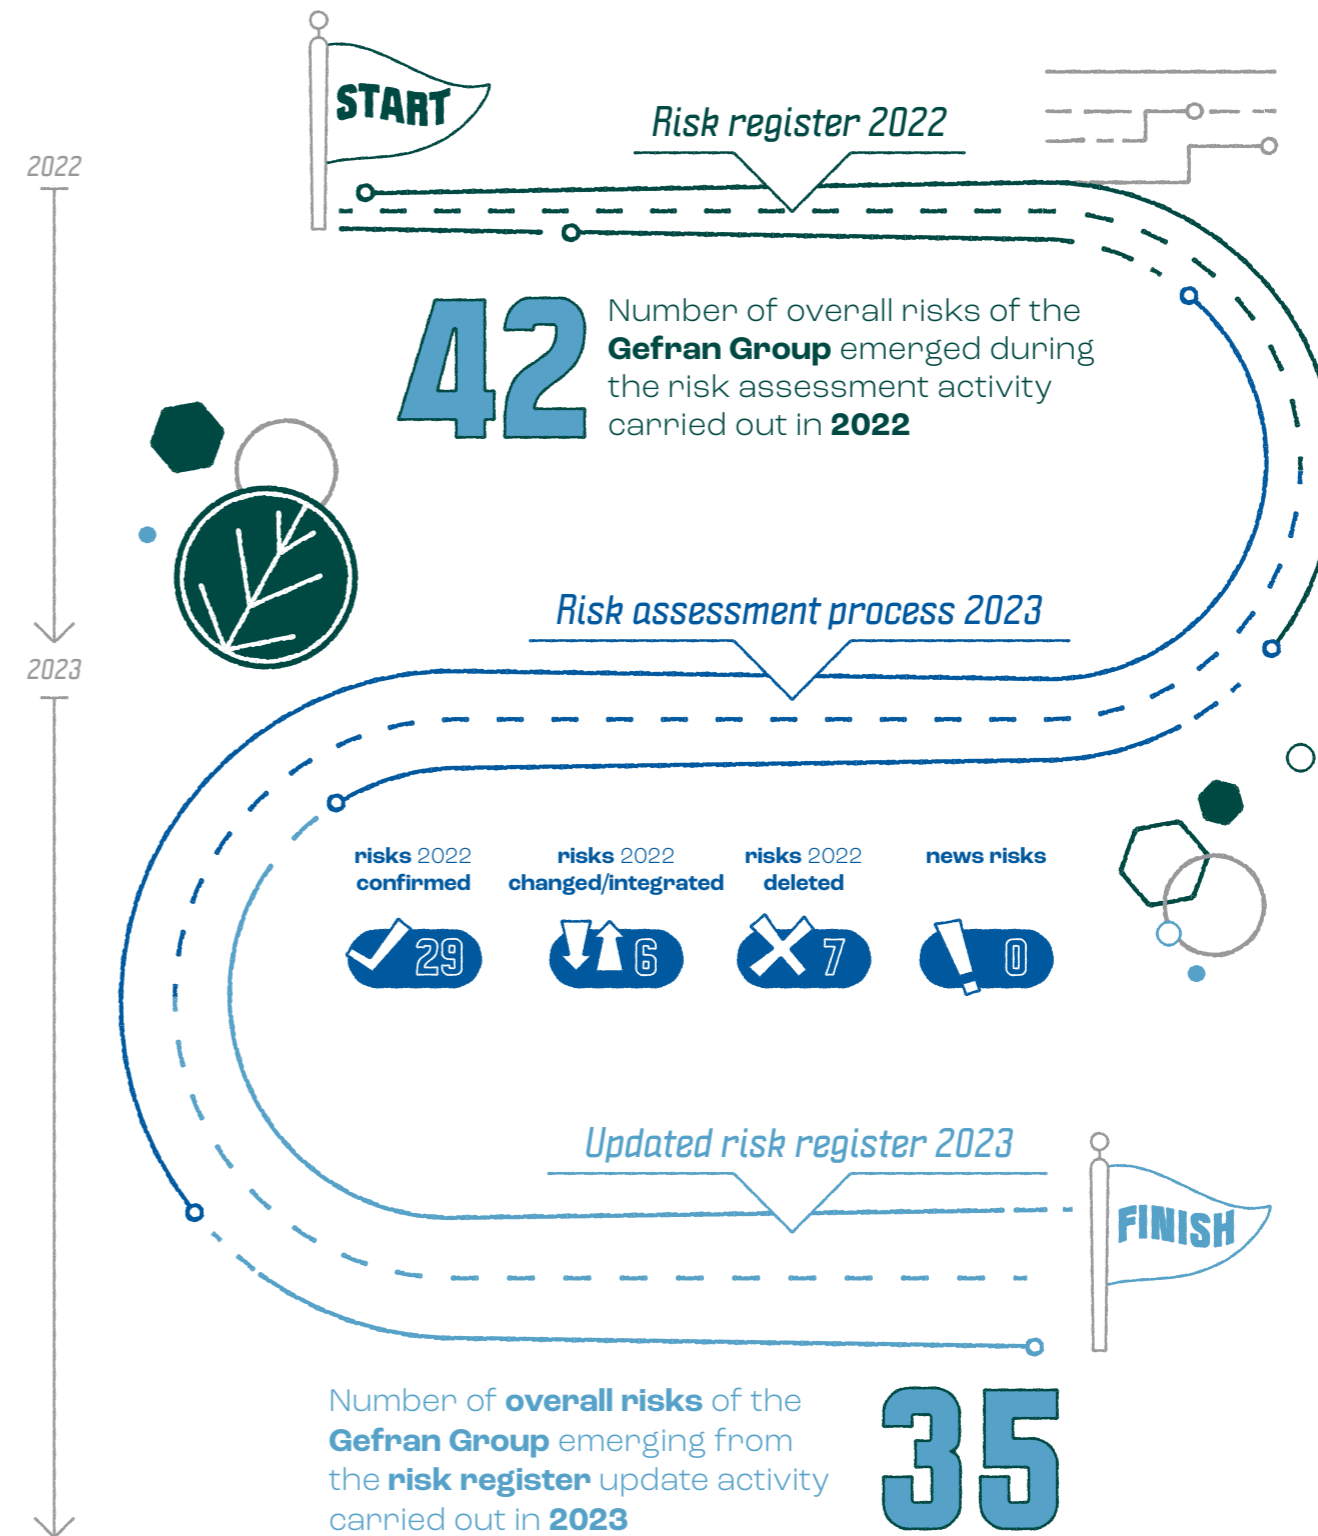 START
Risk register 2022
2022
42
Number of overall risks of the
Gefran Group emerged during
the risk assessment activity
carried out in 2022
Risk assessment process 2023
2023
risks 2022
confirmed
29
risks 2022
changed/integrated
6
risks 2022
deleted
7
news risks
0
Updated risk register 2023
FINISH
Number of overall risks of the
Gefran Group emerging from
the risk register update activity
carried out in 2023
35